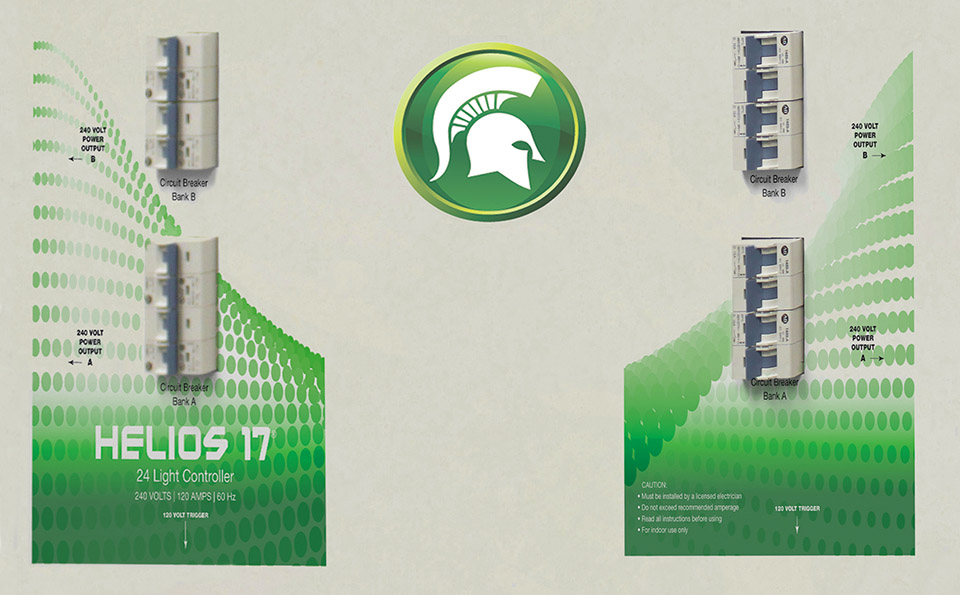 240 VOLT
POWER
OUTPUT
B
Circuit Breaker
Bank B
240 VOLT
POWER
OUTPUT
A
Circuit Breaker
Bank A
HELIOS 17®
24 Light Controller
240 VOLTS | 120 AMPS | 60 Hz
120 VOLT TRIGGER
Circuit Breaker
Bank B
240 VOLT
POWER
OUTPUT
B
Circuit Breaker
Bank A
240 VOLT
POWER
OUTPUT
A
CAUTION:
• Must be installed by a licensed electrician
• Do not exceed recommended amperage
• Read all instructions before using
• For indoor use only
120 VOLT TRIGGER